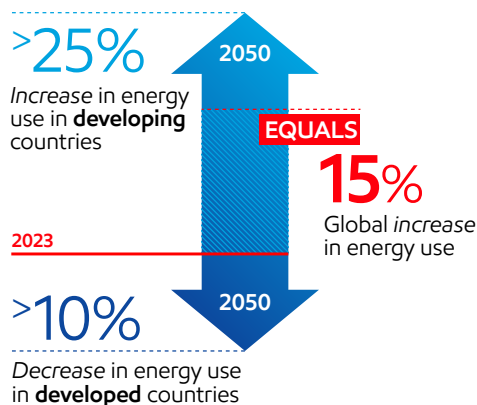 >25%
Increase in energy
use in developing
countries
2050
EQUALS
15%
Global increase
in energy use
2023
>10%
2050
Decrease in energy use
in developed countries